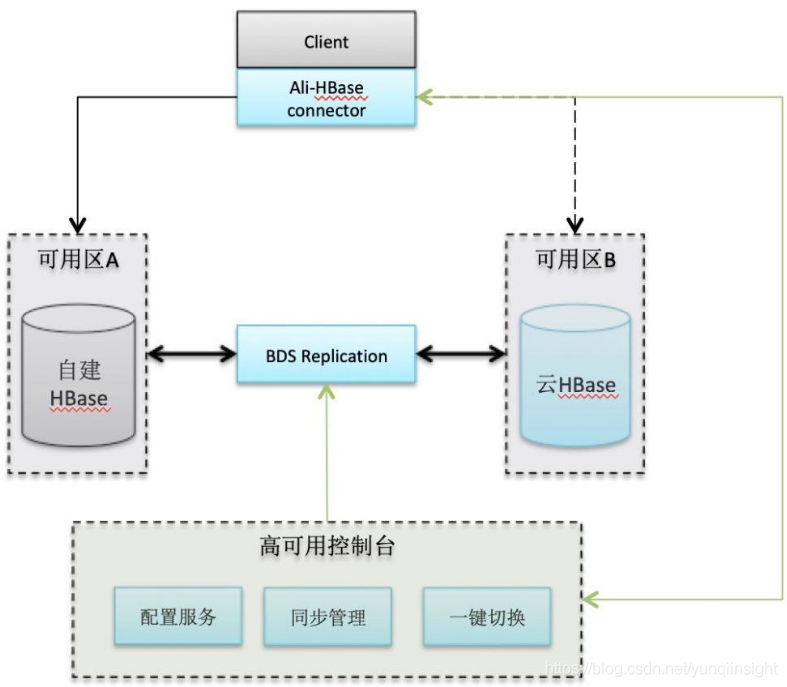 Client
Ali-HBase
connector
可用区A
可用区B
自建
HBase
BDS Replication
云HBase
高可用控制台
配置服务
同步管理
一键切换
https://blog.csdn.net/yunqiinsight